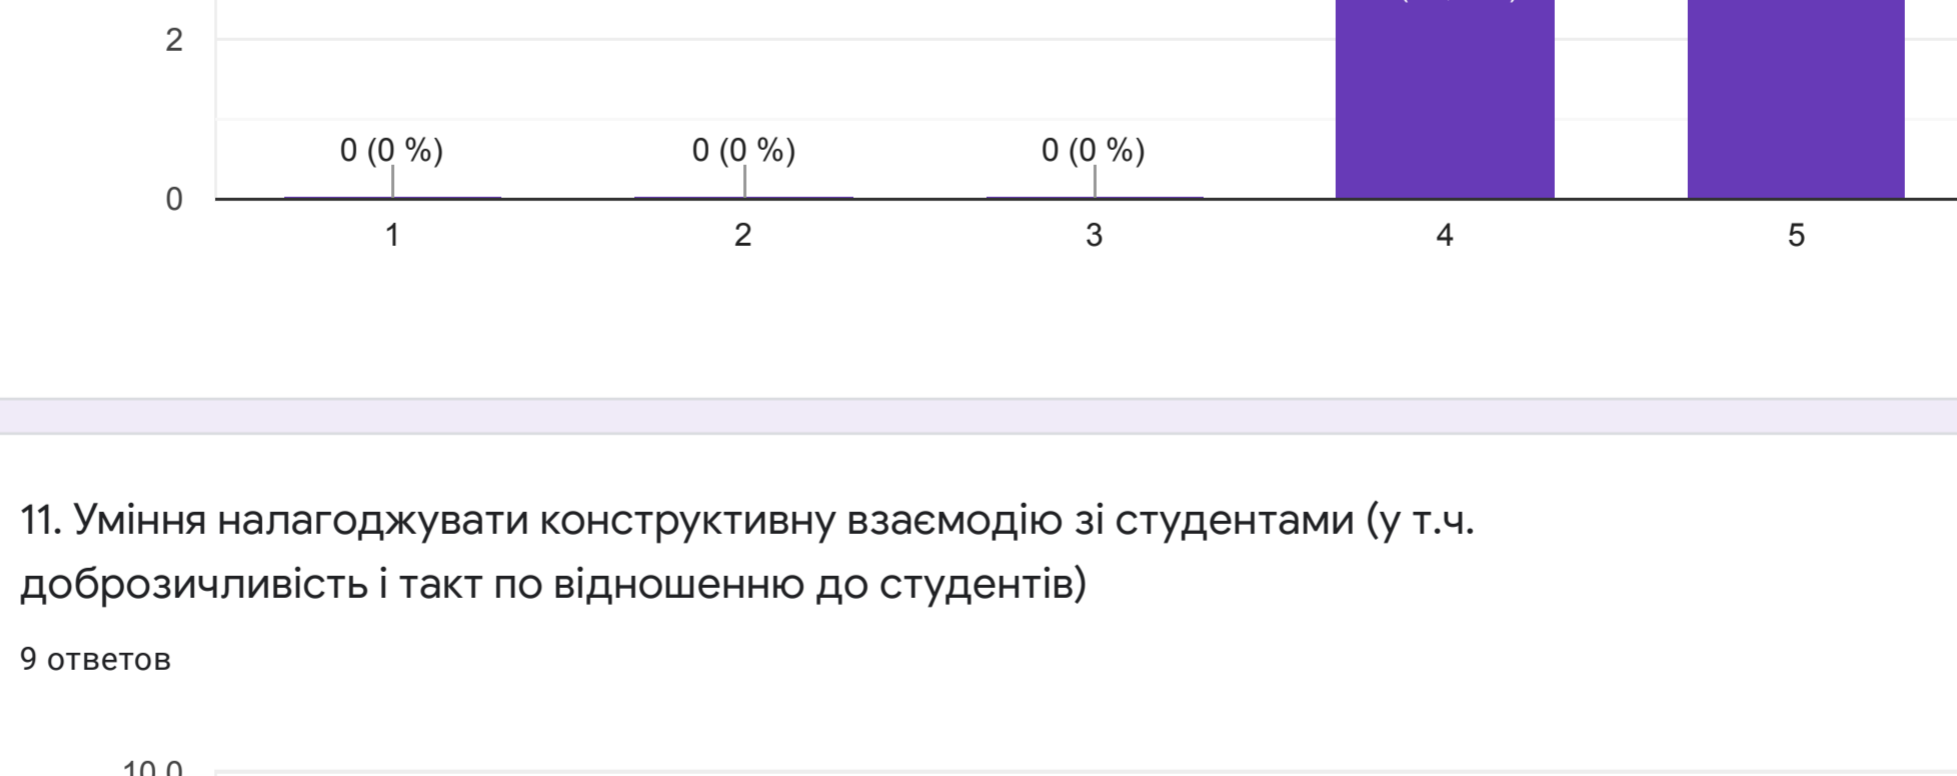 2
0 (0 %) 0 (0 %) 0 (0 %)
0
1 2 3 4 5
11. Уміння налагоджувати конструктивну взаємодію зі студентами (у т.ч.
доброзичливість і такт по відношенню до студентів)
9 ответов
10,0